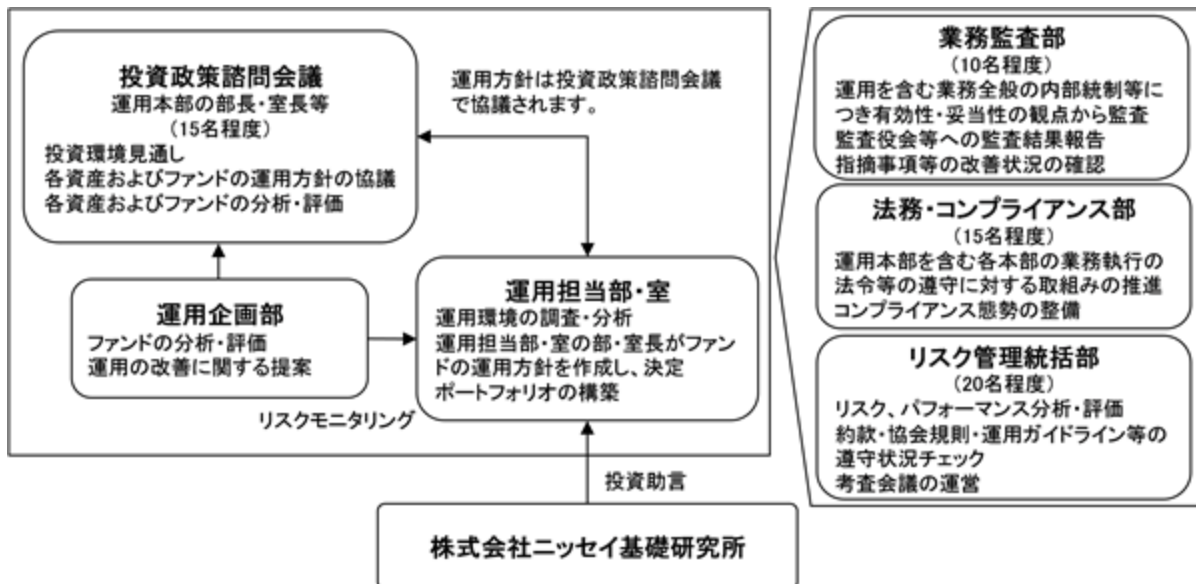 投資政策諮問会議
運用本部の部長・室長等
(15名程度)
投資環境見通し
各資産およびファンドの運用方針の協議
各資産およびファンドの分析・評価
運用方針は投資政策諮問会議
で協議されます。
運用企画部
ファンドの分析・評価
運用の改善に関する提案
運用担当部・室
運用環境の調査・分析
運用担当部・室の部・室長がファン
ドの運用方針を作成し、決定
ポートフォリオの構築
リスクモニタリング
投資助言
株式会社ニッセイ基礎研究所
業務監査部
(10名程度)
運用を含む業務全般の内部統制等に
つき有効性・妥当性の観点から監査
監査役会等への監査結果報告
指摘事項等の改善状況の確認
法務・コンプライアンス部
(15名程度)
運用本部を含む各本部の業務執行の
法令等の遵守に対する取組みの推進
コンプライアンス態勢の整備
リスク管理統括部
(20名程度)
リスク、パフォーマンス分析・評価
約款・協会規則・運用ガイドライン等の
遵守状況チェック
考査会議の運営